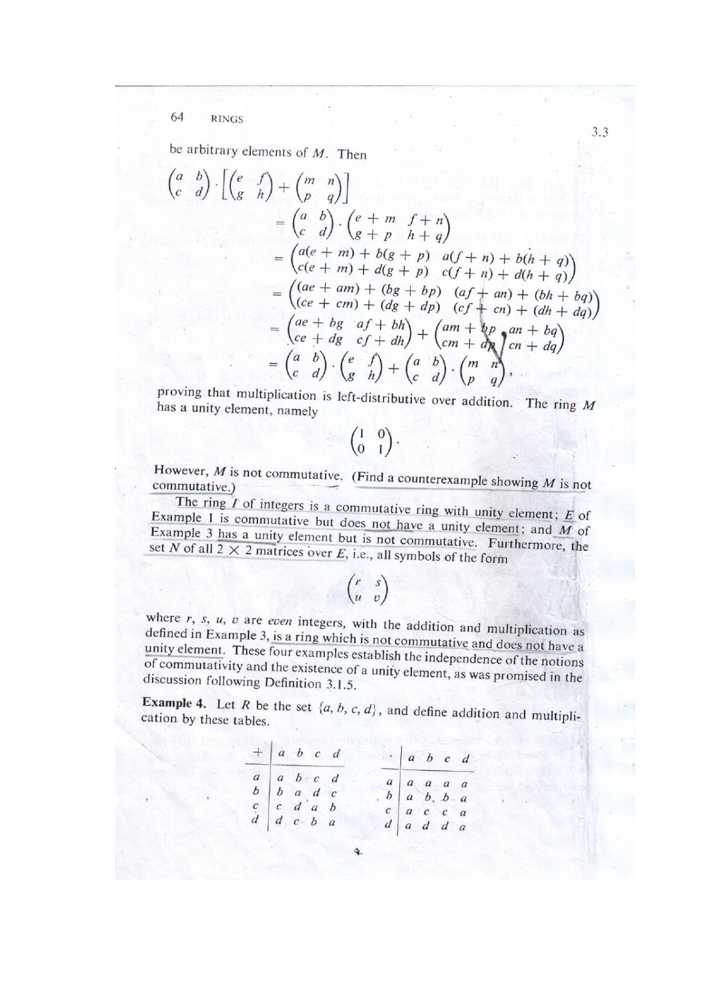 64 RINGS
3.3
be arbitrary elements of M. Then
(a b
c d) · [(e f
g h) + (m n
p q)]
= (a b
c d) · (e + m f + n
g + p h + q)
= (a(e + m) + b(g + p) a(f + n) + b(h + q)
c(e + m) + d(g + p) c(f + n) + d(h + q))
= ((ae + am) + (bg + bp) (af + an) + (bh + bq)
(ce + cm) + (dg + dp) (cf + cn) + (dh + dq))
= (ae + bg af + bh
ce + dg cf + dh) + (am + bp an + bq
cm + dp cn + dq)
= (a b
c d) · (e f
g h) + (a b
c d) · (m n
p q),
proving that multiplication is left-distributive over addition. The ring M
has a unity element, namely
(1 0
0 1).
However, M is not commutative. (Find a counterexample showing M is not
commutative.)
The ring I of integers is a commutative ring with unity element; E of
Example 1 is commutative but does not have a unity element; and M of
Example 3 has a unity element but is not commutative. Furthermore, the
set N of all 2 × 2 matrices over E, i.e., all symbols of the form
(r s
u v)
where r, s, u, v are even integers, with the addition and multiplication as
defined in Example 3, is a ring which is not commutative and does not have a
unity element. These four examples establish the independence of the notions
of commutativity and the existence of a unity element, as was promised in the
discussion following Definition 3.1.5.
Example 4. Let R be the set {a, b, c, d}, and define addition and multipli-
cation by these tables.
+ a b c d
a a b c d
b b a d c
c c d a b
d d c b a
· a b c d
a a a a a
b a b b a
c a c c a
d a d d a